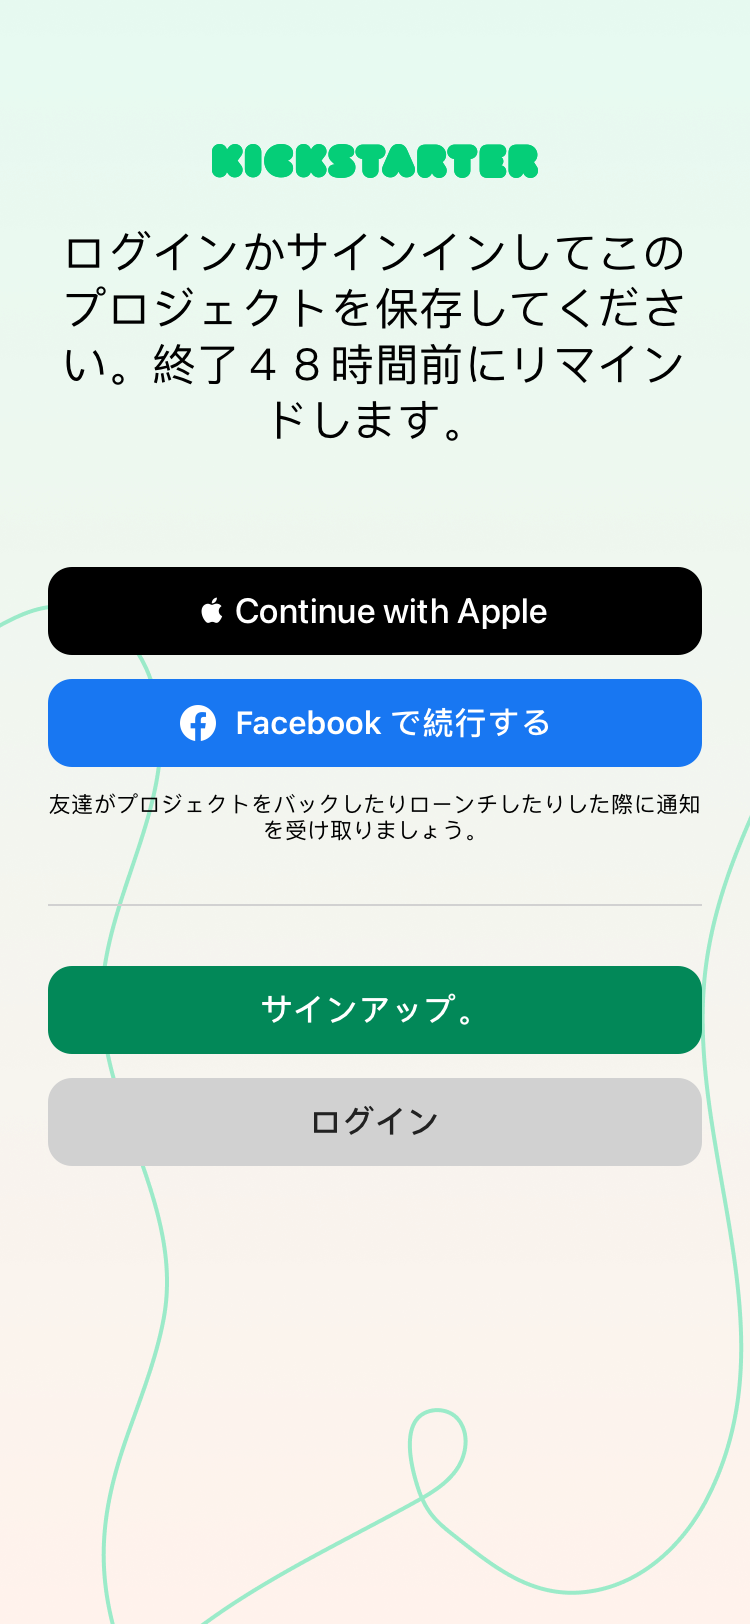 KICKSTARTER
ログインかサインインしてこの
プロジェクトを保存してくださ
い。終了４８時間前にリマイン
ドします。
Continue with Apple
Facebook で続行する
友達がプロジェクトをバックしたりローンチしたりした際に通知
を受け取りましょう。
サインアップ。
ログイン